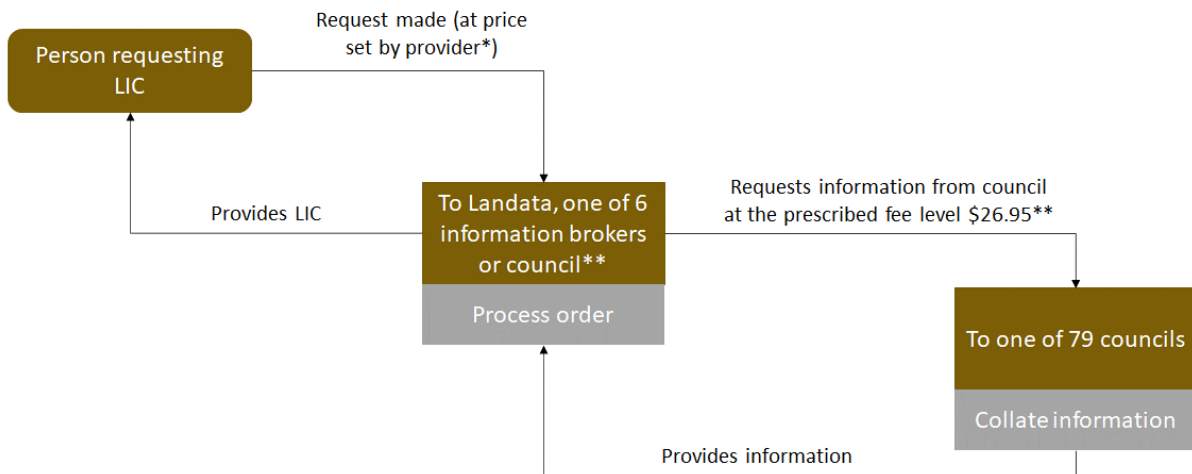 Request made (at price
set by provider*)
Person requesting
LIC
Provides LIC
To Landata, one of 6
information brokers
or council**
Process order
Requests information from council
at the prescribed fee level $26.95**
To one of 79 councils
Collate information
Provides information